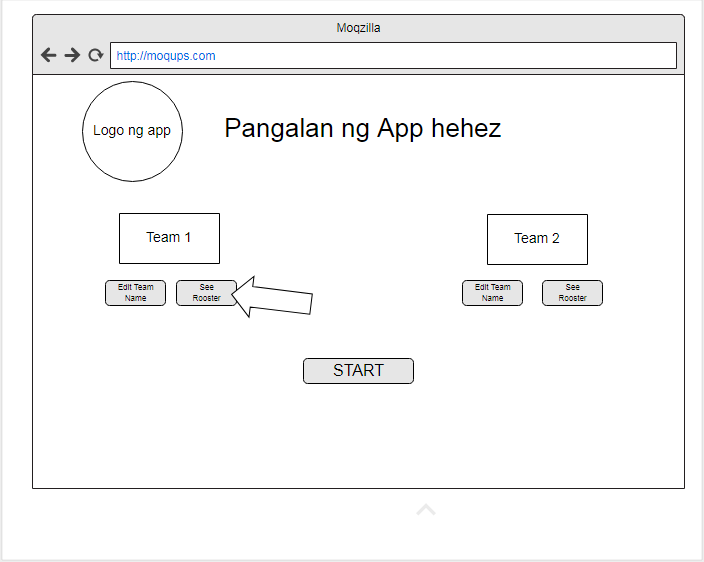 Moqzilla
http://moqups.com
Logo ng app
Pangalan ng App hehez
Team 1
Team 2
Edit Team
Name
See
Rooster
Edit Team
Name
See
Rooster
START